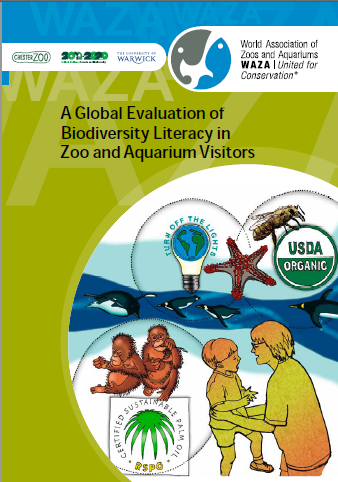 WAZA
CHESTER ZOO
THE UNIVERSITY OF
WARWICK
World Association of
Zoos and Aquariums
WAZA | United for
Conservation®
A Global Evaluation of
Biodiversity Literacy in
Zoo and Aquarium Visitors
TURN OFF THE LIGHTS
USDA
ORGANIC
CERTIFIED SUSTAINABLE PALM OIL
RSPO